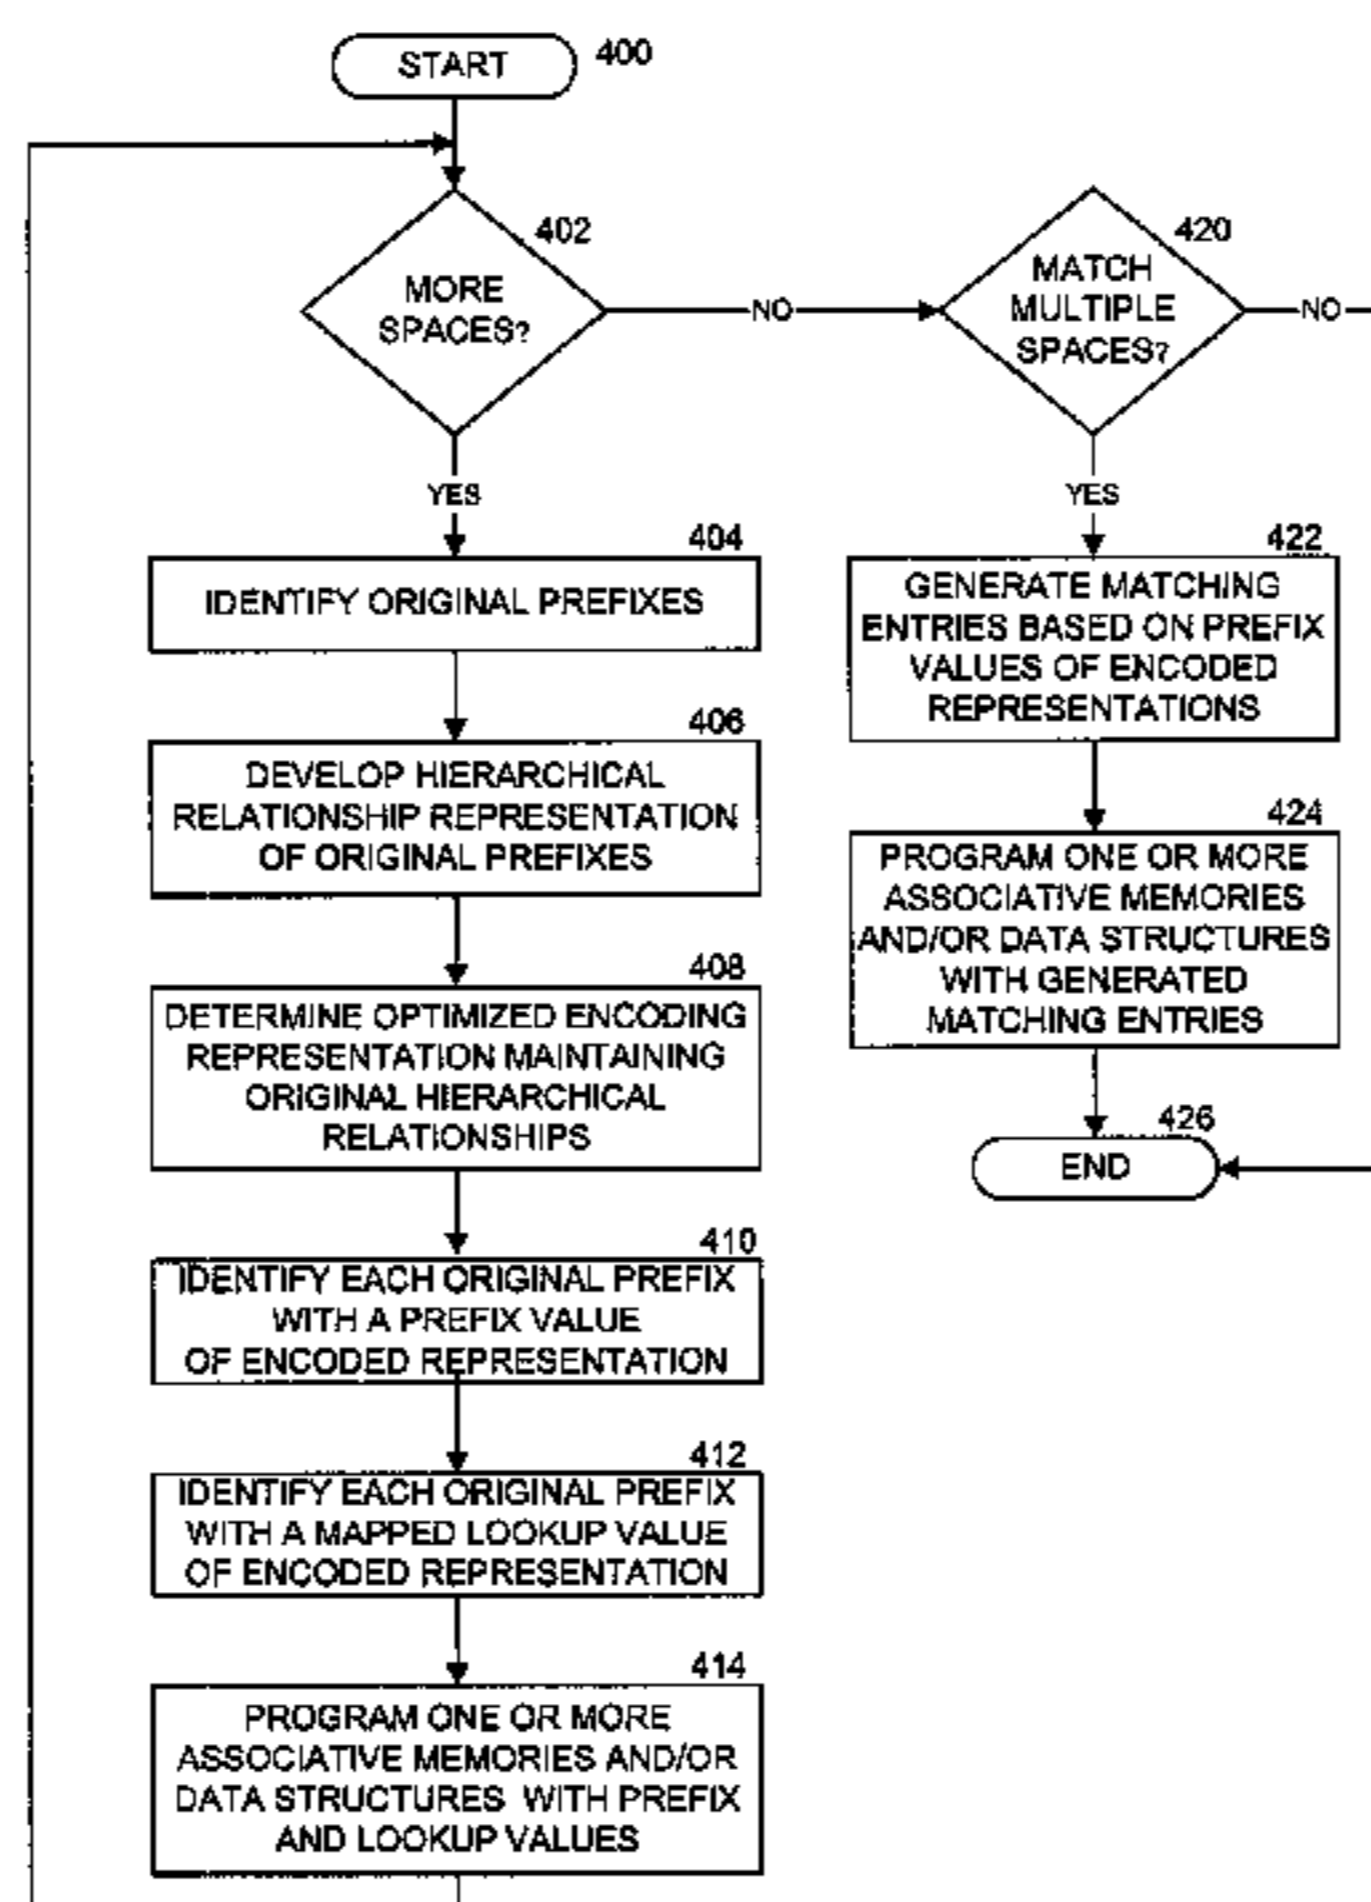 START
400
402
MORE
SPACES?
NO
YES
404
IDENTIFY ORIGINAL PREFIXES
406
DEVELOP HIERARCHICAL
RELATIONSHIP REPRESENTATION
OF ORIGINAL PREFIXES
408
DETERMINE OPTIMIZED ENCODING
REPRESENTATION MAINTAINING
ORIGINAL HIERARCHICAL
RELATIONSHIPS
410
IDENTIFY EACH ORIGINAL PREFIX
WITH A PREFIX VALUE
OF ENCODED REPRESENTATION
412
IDENTIFY EACH ORIGINAL PREFIX
WITH A MAPPED LOOKUP VALUE
OF ENCODED REPRESENTATION
414
PROGRAM ONE OR MORE
ASSOCIATIVE MEMORIES AND/OR
DATA STRUCTURES WITH PREFIX
AND LOOKUP VALUES
420
MATCH
MULTIPLE
SPACES?
NO
YES
422
GENERATE MATCHING
ENTRIES BASED ON PREFIX
VALUES OF ENCODED
REPRESENTATIONS
424
PROGRAM ONE OR MORE
ASSOCIATIVE MEMORIES
AND/OR DATA STRUCTURES
WITH GENERATED
MATCHING ENTRIES
426
END